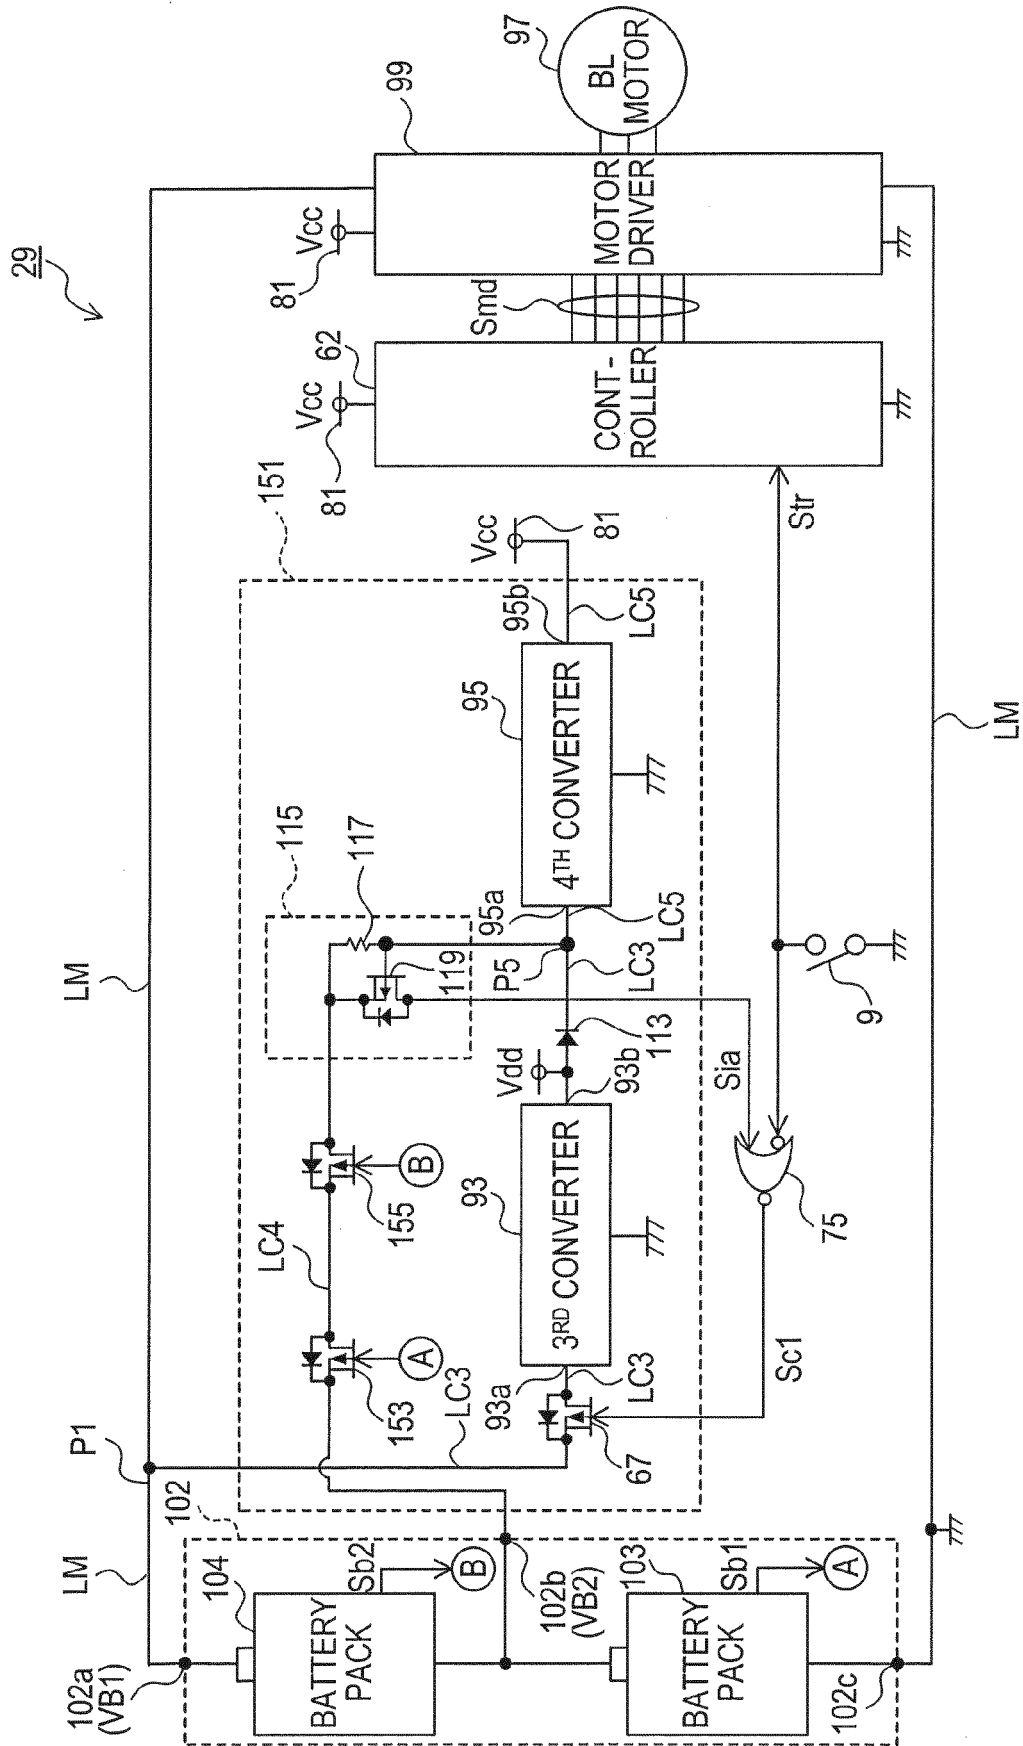 29
LM
P1
LM
102
102a
(VB1)
104
BATTERY
PACK
Sb2
B
102b
(VB2)
103
BATTERY
PACK
Sb1
A
102c
151
LC4
153
A
155
B
LC3
115
117
119
67
93a
LC3
93
3RD CONVERTER
93b
Vdd
113
LC3
P5
95a
LC5
95
4TH CONVERTER
95b
LC5
Vcc
81
Sc1
75
Sia
9
Str
81
Vcc
62
CONT-
ROLLER
Smd
81
Vcc
99
MOTOR
DRIVER
97
BL
MOTOR
LM